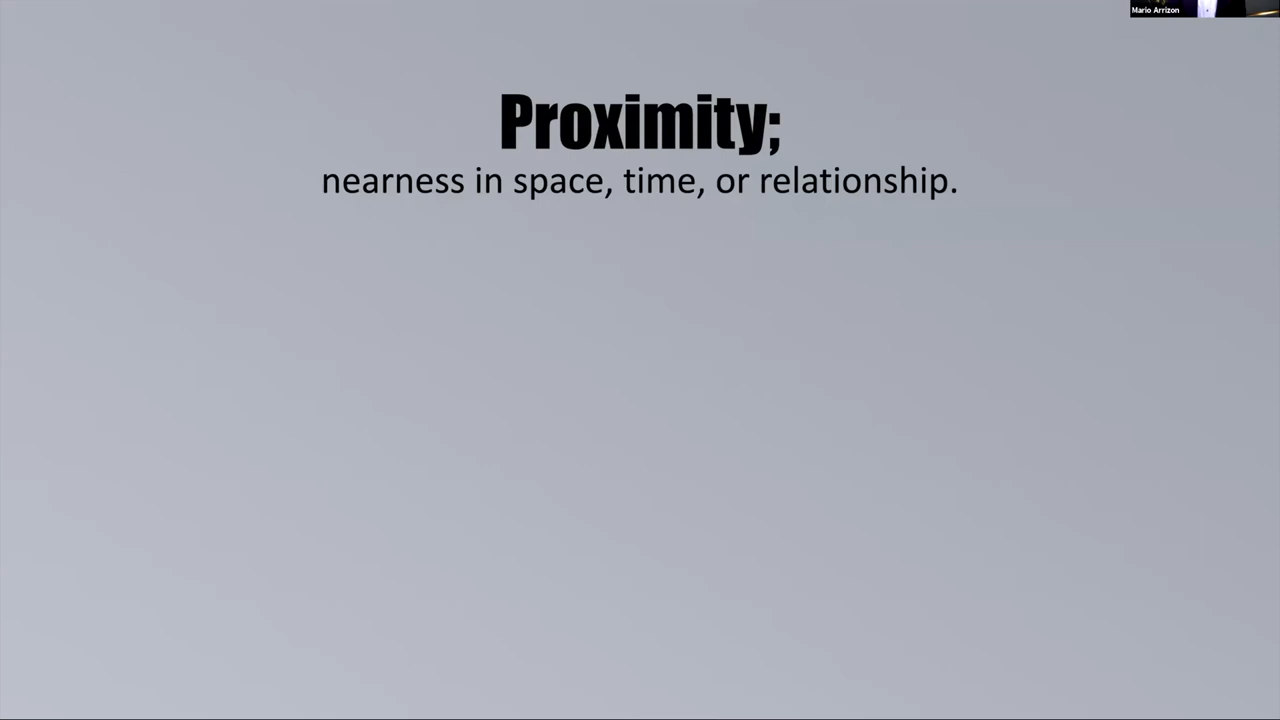 Mario Arrizon
Proximity;
nearness in space, time, or relationship.